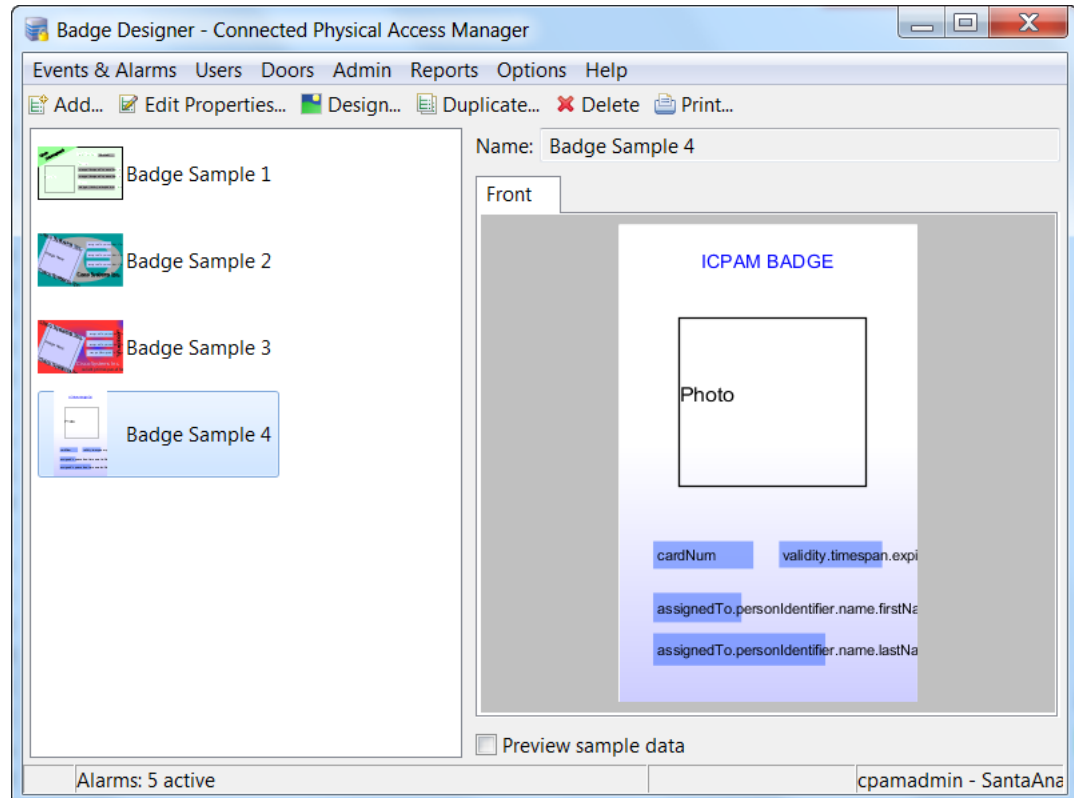 Badge Designer - Connected Physical Access Manager
Events & Alarms Users Doors Admin Reports Options Help
Add... Edit Properties... Design... Duplicate... Delete Print...
Badge Sample 1
Badge Sample 2
Badge Sample 3
Badge Sample 4
Name: Badge Sample 4
Front
ICPAM BADGE
Photo
cardNum validity.timespan.expi
assignedTo.personIdentifier.name.firstNa
assignedTo.personIdentifier.name.lastNa
Preview sample data
Alarms: 5 active cpamadmin - SantaAna